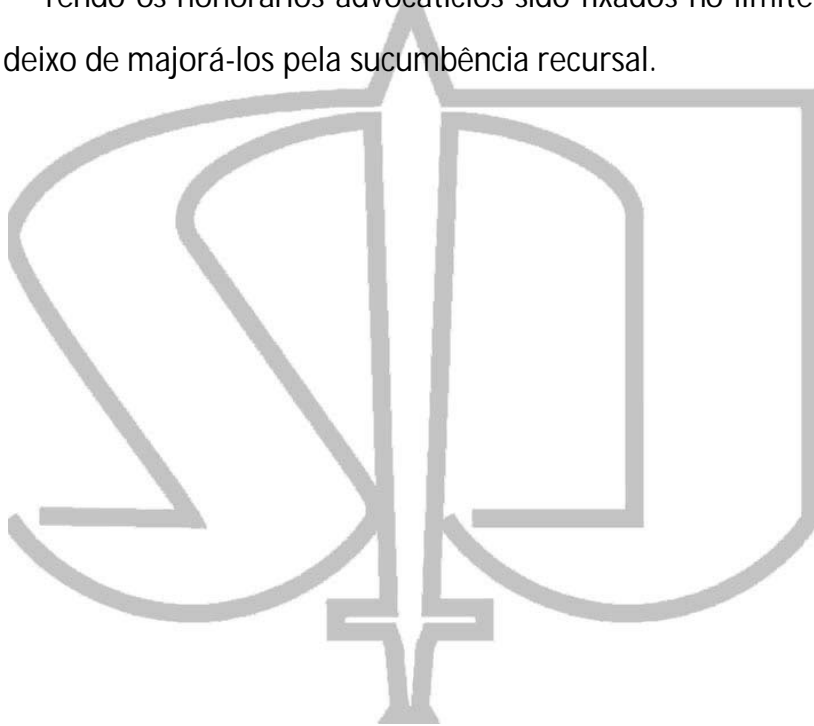 Tendo os honorários advocatícios sido fixados no limite
deixo de majorá-los pela sucumbência recursal.